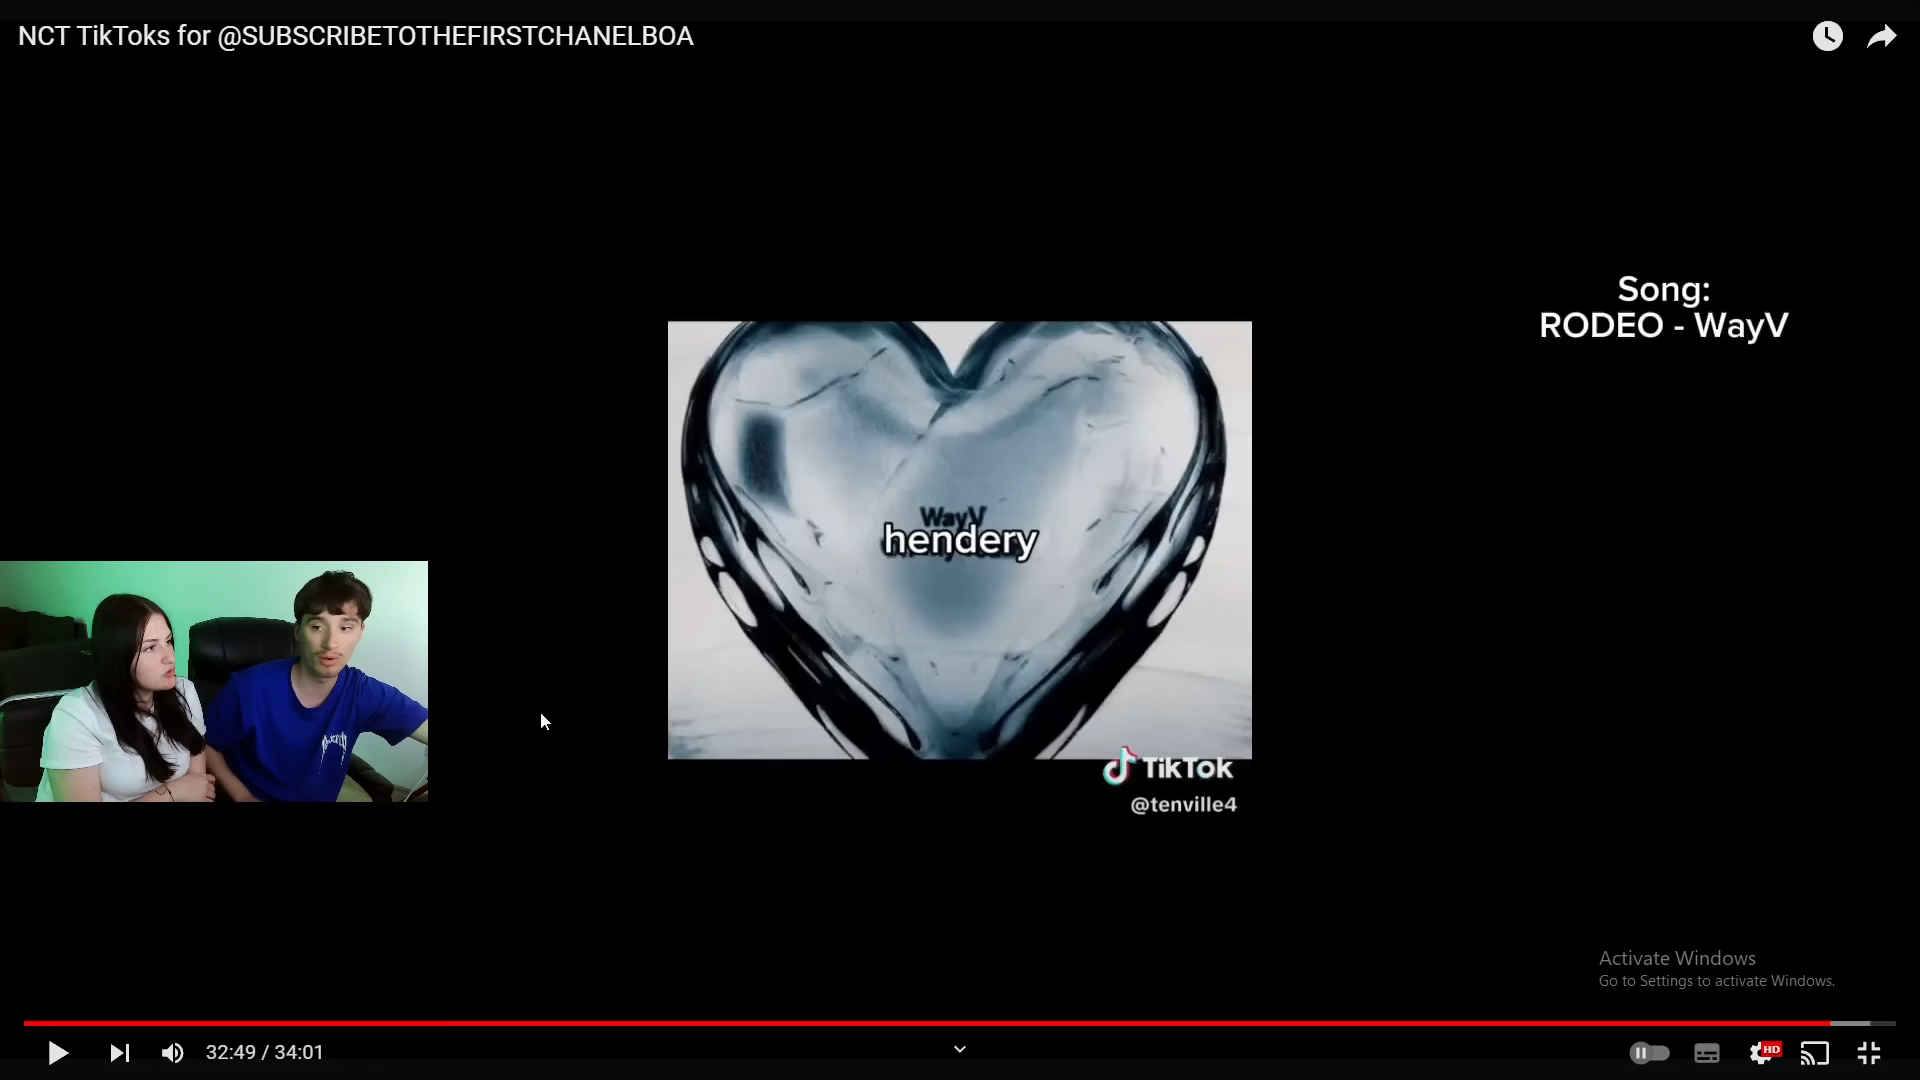 NCT TikToks for @SUBSCRIBETOTHEFIRSTCHANELBOA
Song:
RODEO - WayV
WayV
hendery
TikTok
@tenville4
Activate Windows
Go to Settings to activate Windows.
32:49 / 34:01
HD